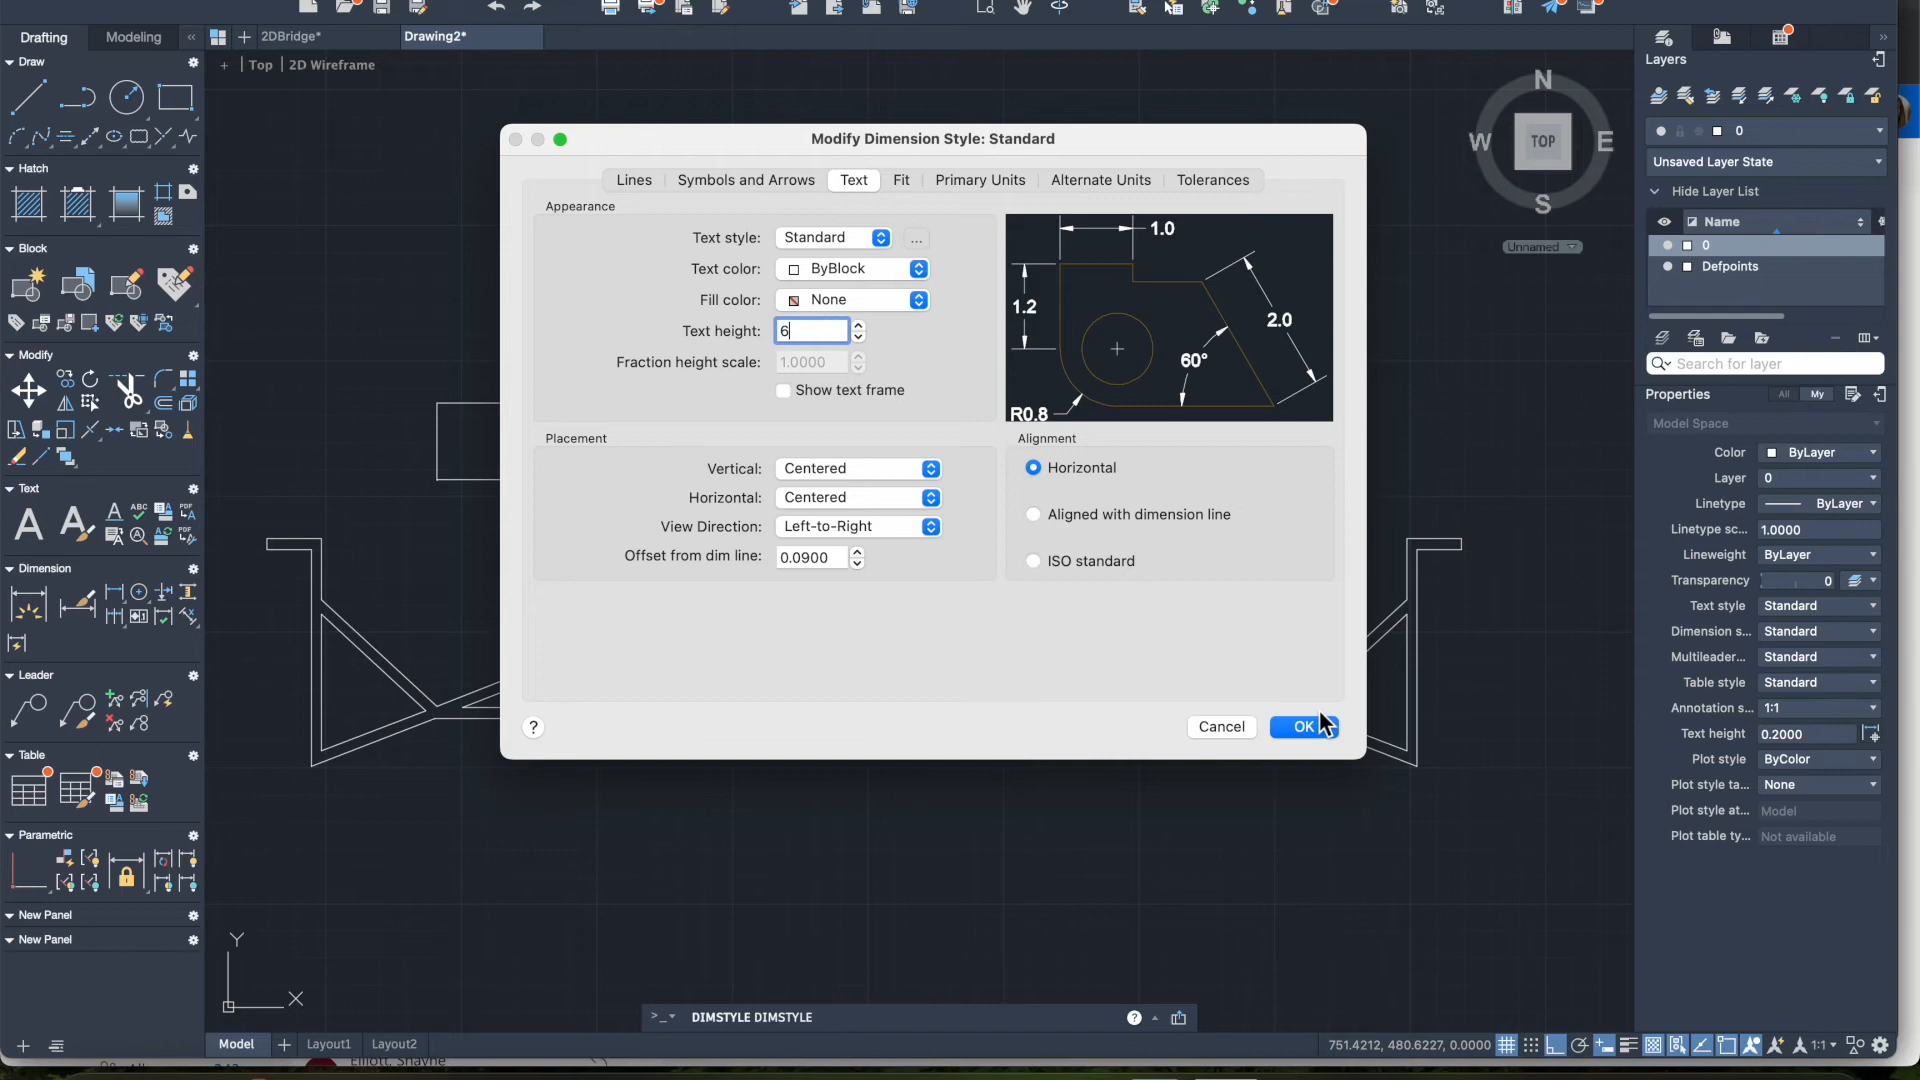 Drafting
Modeling
«
2DBridge*
Drawing2*
»
Draw
+ | Top | 2D Wireframe
Layers
Modify Dimension Style: Standard
N
W
TOP
E
S
0
Unsaved Layer State
Hide Layer List
Name
0
Defpoints
Unnamed
Search for layer
Lines
Symbols and Arrows
Text
Fit
Primary Units
Alternate Units
Tolerances
Appearance
Text style: Standard ...
Text color: ByBlock
Fill color: None
Text height: 6
Fraction height scale: 1.0000
Show text frame
1.0
1.2
2.0
60°
R0.8
Placement
Vertical: Centered
Horizontal: Centered
View Direction: Left-to-Right
Offset from dim line: 0.0900
Alignment
Horizontal
Aligned with dimension line
ISO standard
?
Cancel
OK
Hatch
Block
Modify
Text
Dimension
Leader
Table
Parametric
New Panel
New Panel
Properties
All
My
Model Space
Color ByLayer
Layer 0
Linetype ByLayer
Linetype sc... 1.0000
Lineweight ByLayer
Transparency 0
Text style Standard
Dimension s... Standard
Multileader... Standard
Table style Standard
Annotation s... 1:1
Text height 0.2000
Plot style ByColor
Plot style ta... None
Plot style at... Model
Plot table ty... Not available
Y
X
DIMSTYLE DIMSTYLE
Model
Layout1
Layout2
751.4212, 480.6227, 0.0000
1:1
Elliott, Shayne